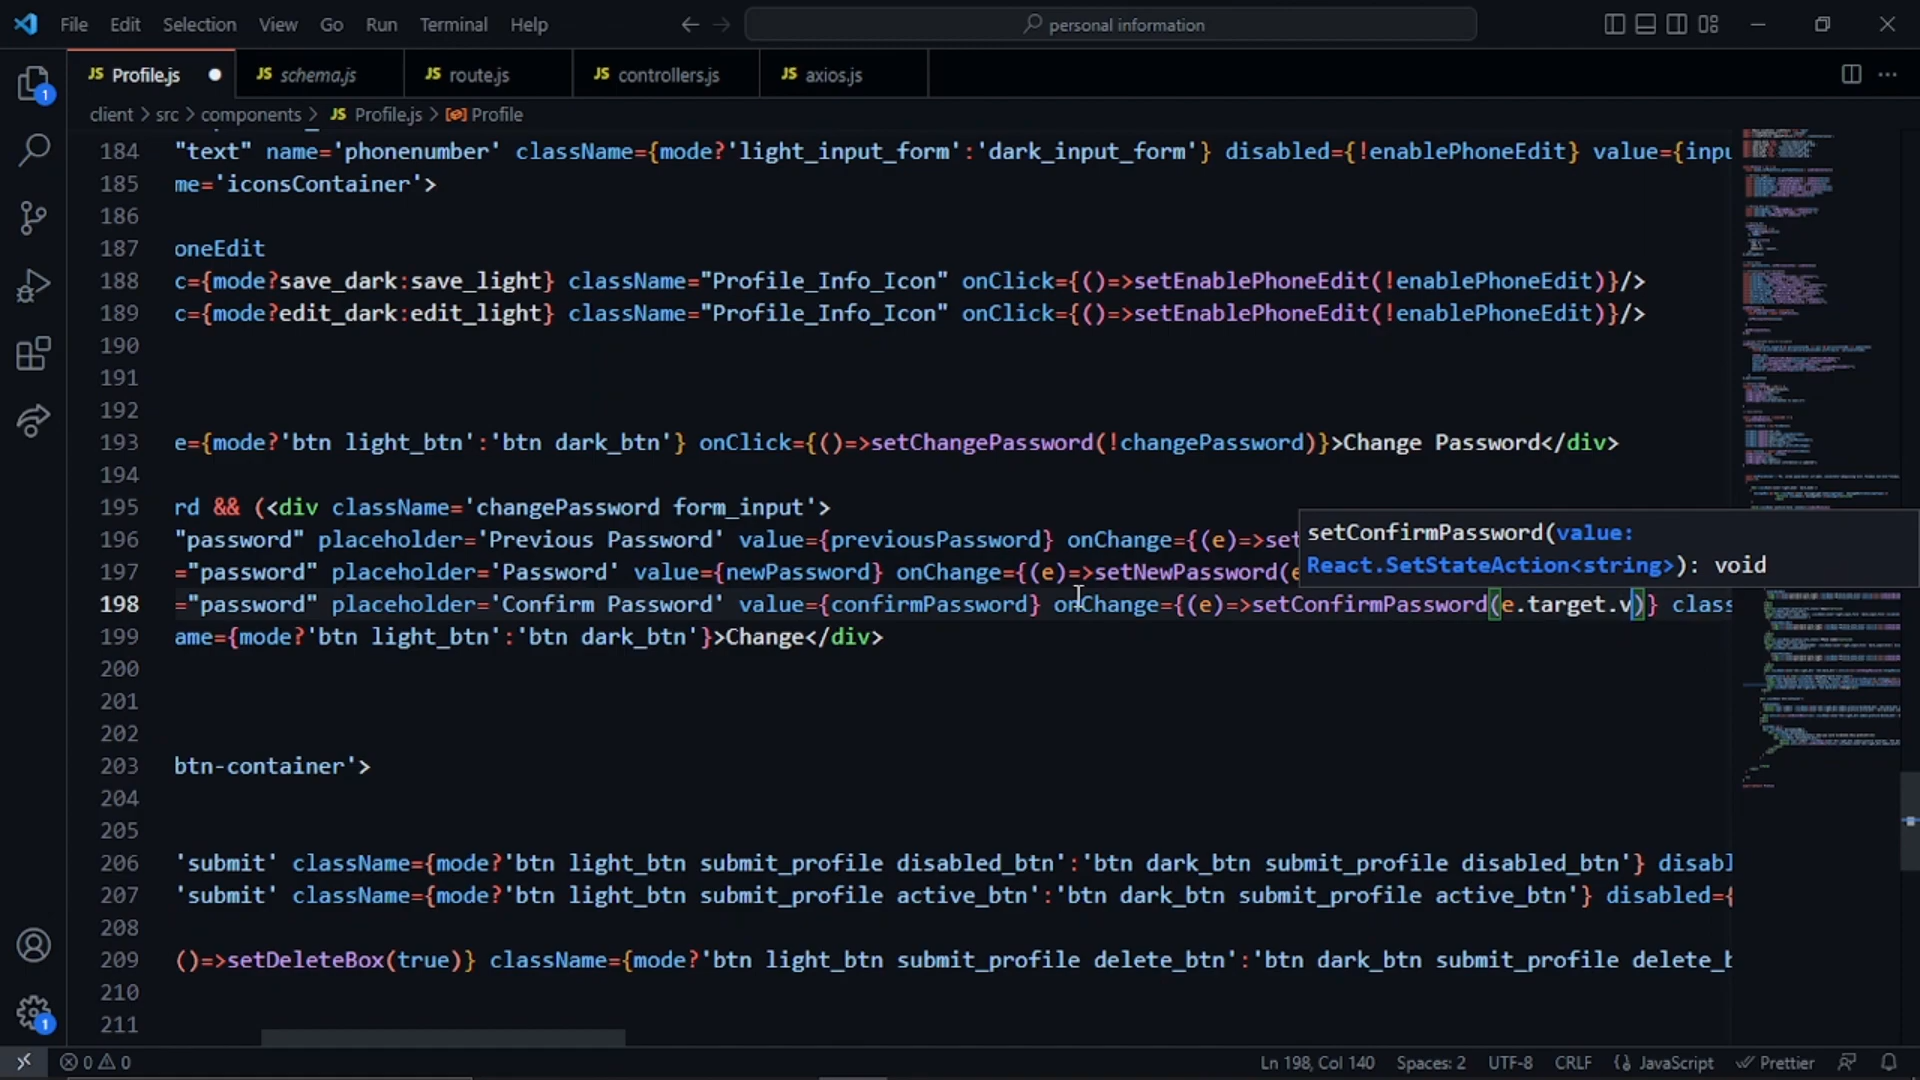 File Edit Selection View Go Run Terminal Help
personal information
JS Profile.js
JS schema.js
JS route.js
JS controllers.js
JS axios.js
client > src > components > JS Profile.js > Profile
184 "text" name='phonenumber' className={mode?'light_input_form':'dark_input_form'} disabled={!enablePhoneEdit} value={inpu
185 me='iconsContainer'>
186
187 oneEdit
188 c={mode?save_dark:save_light} className="Profile_Info_Icon" onClick={()=>setEnablePhoneEdit(!enablePhoneEdit)}/>
189 c={mode?edit_dark:edit_light} className="Profile_Info_Icon" onClick={()=>setEnablePhoneEdit(!enablePhoneEdit)}/>
190
191
192
193 e={mode?'btn light_btn':'btn dark_btn'} onClick={()=>setChangePassword(!changePassword)}>Change Password</div>
194
195 rd && (<div className='changePassword form_input'>
196 "password" placeholder='Previous Password' value={previousPassword} onChange={(e)=>set
197 ="password" placeholder='Password' value={newPassword} onChange={(e)=>setNewPassword(e
198 ="password" placeholder='Confirm Password' value={confirmPassword} onChange={(e)=>setConfirmPassword(e.target.v)} class
setConfirmPassword(value:
React.SetStateAction<string>): void
199 ame={mode?'btn light_btn':'btn dark_btn'}>Change</div>
200
201
202
203 btn-container'>
204
205
206 'submit' className={mode?'btn light_btn submit_profile disabled_btn':'btn dark_btn submit_profile disabled_btn'} disabl
207 'submit' className={mode?'btn light_btn submit_profile active_btn':'btn dark_btn submit_profile active_btn'} disabled={
208
209 ()=>setDeleteBox(true)} className={mode?'btn light_btn submit_profile delete_btn':'btn dark_btn submit_profile delete_b
210
211
1
1
0 0
Ln 198, Col 140 Spaces: 2 UTF-8 CRLF JavaScript Prettier